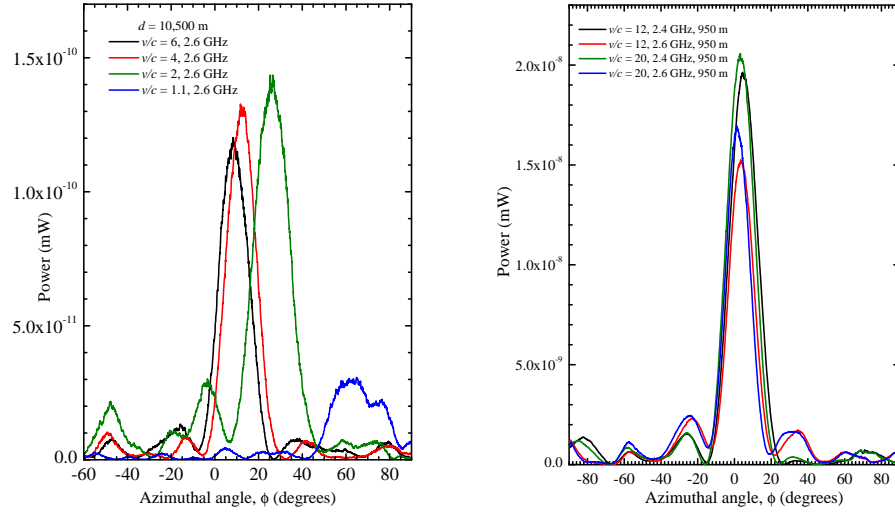 d = 10,500 m
v/c = 6, 2.6 GHz
v/c = 4, 2.6 GHz
v/c = 2, 2.6 GHz
v/c = 1.1, 2.6 GHz
1.5x10⁻¹⁰
1.0x10⁻¹⁰
5.0x10⁻¹¹
0.0
Power (mW)
-60 -40 -20 0 20 40 60 80
Azimuthal angle, ϕ (degrees)
v/c = 12, 2.4 GHz, 950 m
v/c = 12, 2.6 GHz, 950 m
v/c = 20, 2.4 GHz, 950 m
v/c = 20, 2.6 GHz, 950 m
2.0x10⁻⁸
1.5x10⁻⁸
1.0x10⁻⁸
5.0x10⁻⁹
0.0
Power (mW)
-80 -60 -40 -20 0 20 40 60 80
Azimuthal angle, ϕ (degrees)